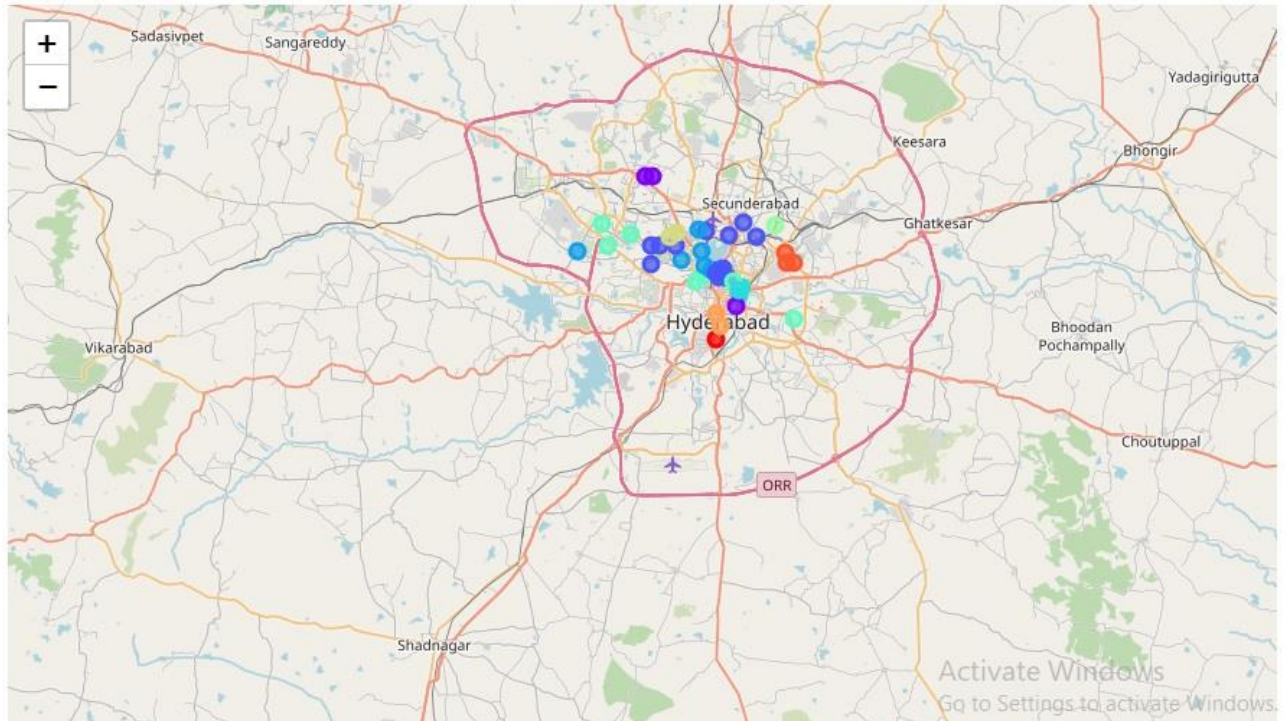 +
−
Sadasivpet
Sangareddy
Yadagirigutta
Keesara
Bhongir
Secunderabad
Ghatkesar
Hyderabad
Bhoodan
Pochampally
Vikarabad
Choutuppal
ORR
Shadnagar
Activate Windows
Go to Settings to activate Windows.